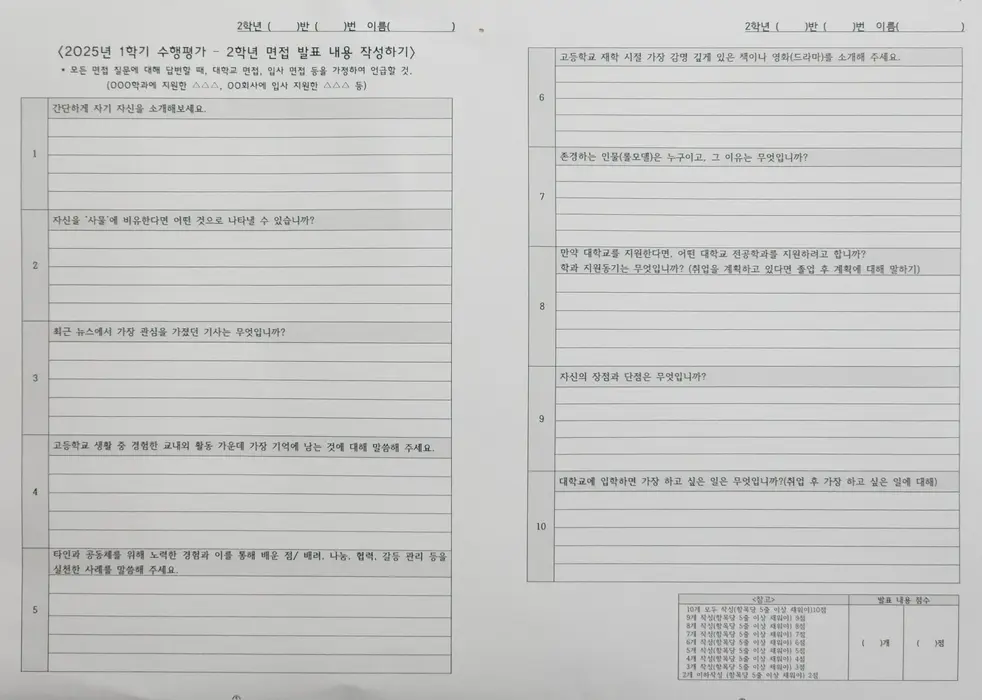 2학년 (    )반 (    )번 이름(        )
<2025년 1학기 수행평가 - 2학년 면접 발표 내용 작성하기>
* 모든 면접 질문에 대해 답변할 때, 대학교 면접, 입사 면접 등을 가정하여 언급할 것.
(OOO학과에 지원한 △△△, OO회사에 입사 지원한 △△△ 등)
1
간단하게 자기 자신을 소개해보세요.
2
자신을 '사물'에 비유한다면 어떤 것으로 나타낼 수 있습니까?
3
최근 뉴스에서 가장 관심을 가졌던 기사는 무엇입니까?
4
고등학교 생활 중 경험한 교내외 활동 가운데 가장 기억에 남는 것에 대해 말씀해 주세요.
5
타인과 공동체를 위해 노력한 경험과 이를 통해 배운 점/ 배려, 나눔, 협력, 갈등 관리 등을
실천한 사례를 말씀해 주세요.
2학년 (    )반 (    )번 이름(        )
6
고등학교 재학 시절 가장 감명 깊게 있은 책이나 영화(드라마)를 소개해 주세요.
7
존경하는 인물(롤모델)은 누구이고, 그 이유는 무엇입니까?
8
만약 대학교를 지원한다면, 어떤 대학교 전공학과를 지원하려고 합니까?
학과 지원동기는 무엇입니까? (취업을 계획하고 있다면 졸업 후 계획에 대해 말하기)
9
자신의 장점과 단점은 무엇입니까?
10
대학교에 입학하면 가장 하고 싶은 일은 무엇입니까?(취업 후 가장 하고 싶은 일에 대해)
<참고>
10개 모두 작성(항목당 5줄 이상 채워야)10점
9개 작성(항목당 5줄 이상 채워야) 9점
8개 작성(항목당 5줄 이상 채워야) 8점
7개 작성(항목당 5줄 이상 채워야) 7점
6개 작성(항목당 5줄 이상 채워야) 6점
5개 작성(항목당 5줄 이상 채워야) 5점
4개 작성(항목당 5줄 이상 채워야) 4점
3개 작성(항목당 5줄 이상 채워야) 3점
2개 이하작성 (항목당 5줄 이상 채워야) 2점
발표 내용 점수
(    )개
(    )점